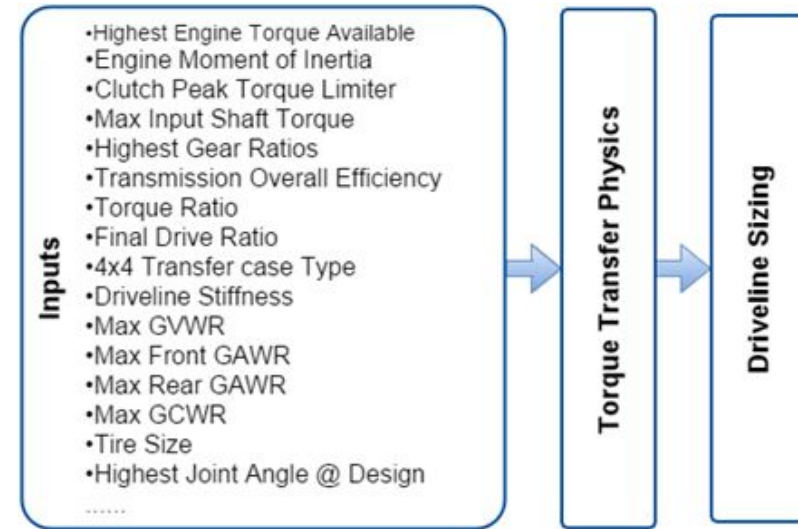 •Highest Engine Torque Available
•Engine Moment of Inertia
•Clutch Peak Torque Limiter
•Max Input Shaft Torque
•Highest Gear Ratios
•Transmission Overall Efficiency
•Torque Ratio
•Final Drive Ratio
•4x4 Transfer case Type
•Driveline Stiffness
•Max GVWR
•Max Front GAWR
•Max Rear GAWR
•Max GCWR
•Tire Size
•Highest Joint Angle @ Design
......
Inputs
Torque Transfer Physics
Driveline Sizing